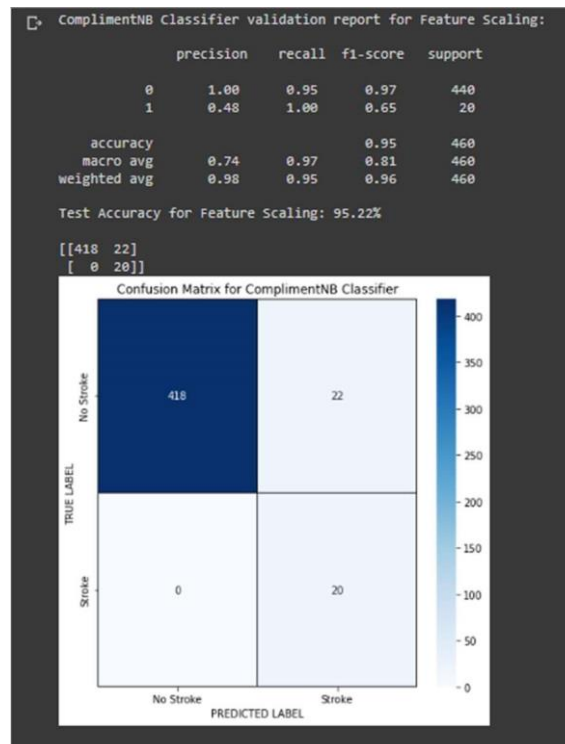 ComplimentNB Classifier validation report for Feature Scaling:
precision recall f1-score support
0 1.00 0.95 0.97 440
1 0.48 1.00 0.65 20
accuracy 0.95 460
macro avg 0.74 0.97 0.81 460
weighted avg 0.98 0.95 0.96 460
Test Accuracy for Feature Scaling: 95.22%
[[418 22]
[ 0 20]]
Confusion Matrix for ComplimentNB Classifier
TRUE LABEL
No Stroke
Stroke
418 22
0 20
No Stroke Stroke
PREDICTED LABEL
400
350
300
250
200
150
100
50
0